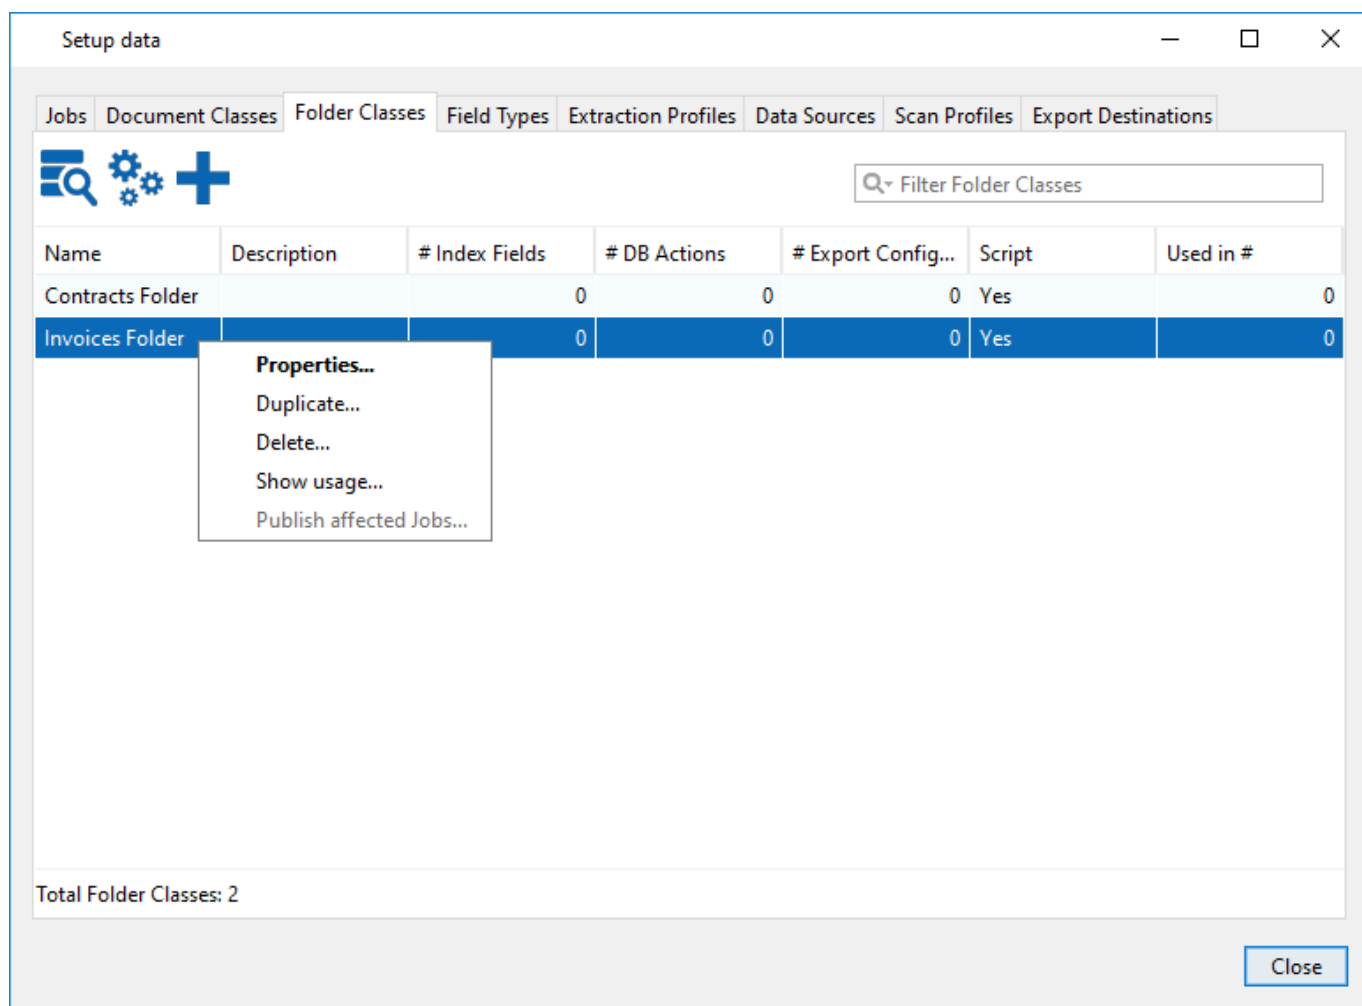 Setup data
Jobs Document Classes Folder Classes Field Types Extraction Profiles Data Sources Scan Profiles Export Destinations
Filter Folder Classes
Name Description # Index Fields # DB Actions # Export Config... Script Used in #
Contracts Folder 0 0 0 Yes 0
Invoices Folder 0 0 0 Yes 0
Properties...
Duplicate...
Delete...
Show usage...
Publish affected Jobs...
Total Folder Classes: 2
Close